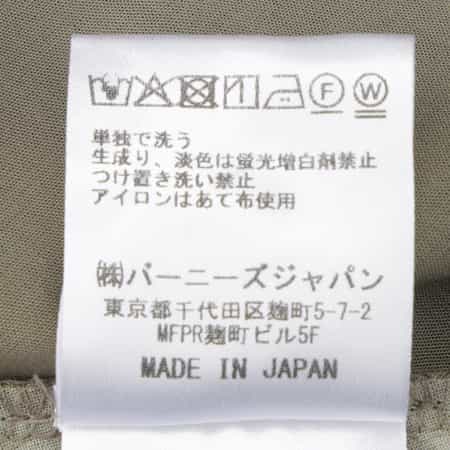 F W
単独で洗う
生成り、淡色は蛍光増白剤禁止
つけ置き洗い禁止
アイロンはあて布使用
㈱バーニーズジャパン
東京都千代田区麹町5-7-2
MFPR麹町ビル5F
MADE IN JAPAN